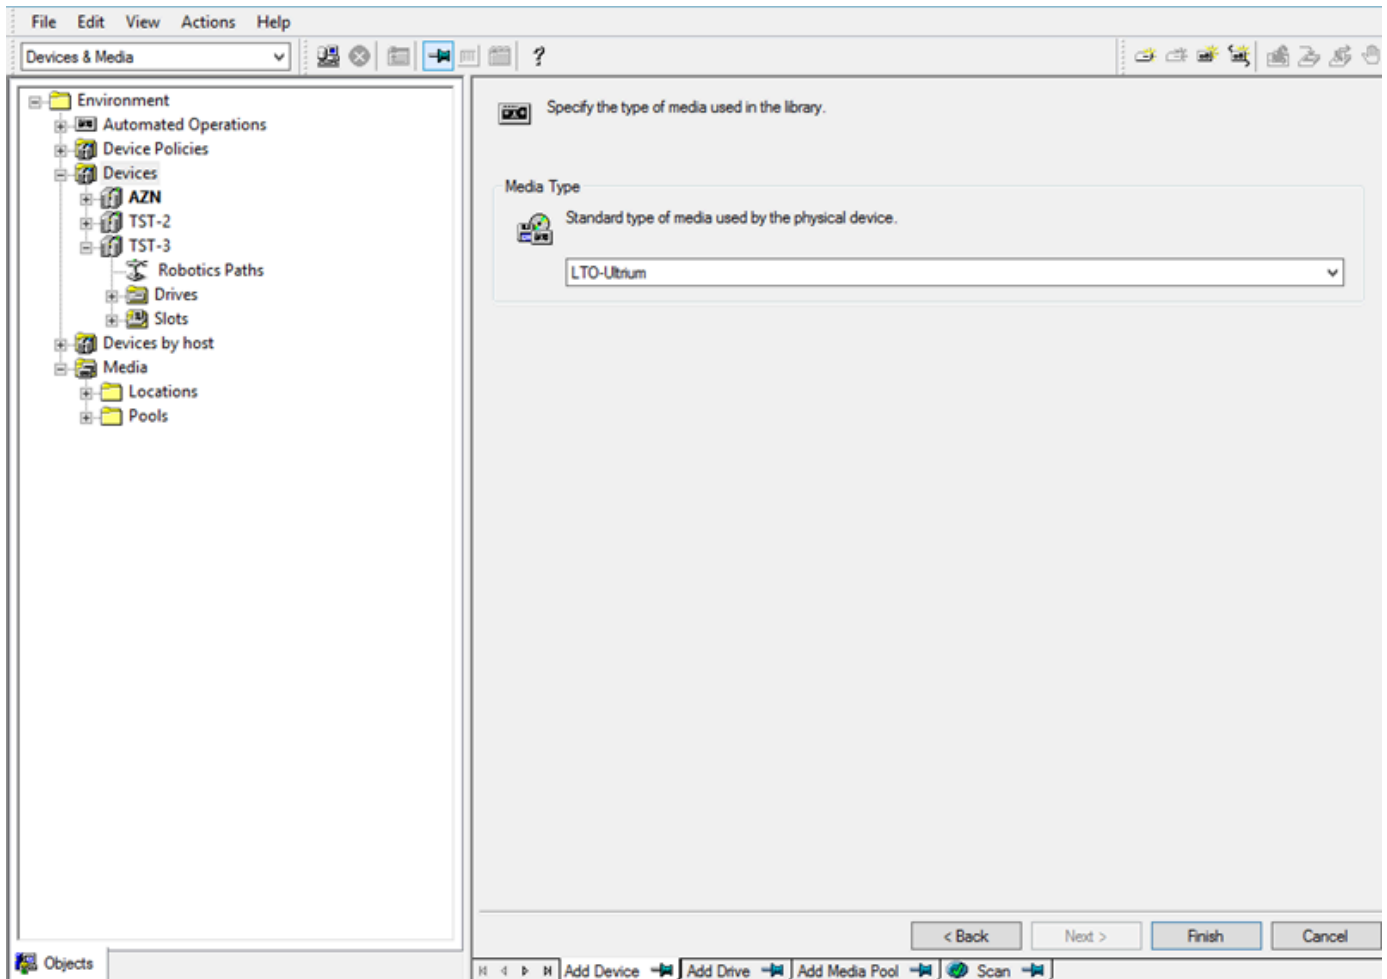 File Edit View Actions Help
Devices & Media
?
Environment
Automated Operations
Device Policies
Devices
AZN
TST-2
TST-3
Robotics Paths
Drives
Slots
Devices by host
Media
Locations
Pools
Objects
Specify the type of media used in the library.
Media Type
Standard type of media used by the physical device.
LTO-Ultrium
< Back Next > Finish Cancel
Add Device Add Drive Add Media Pool Scan